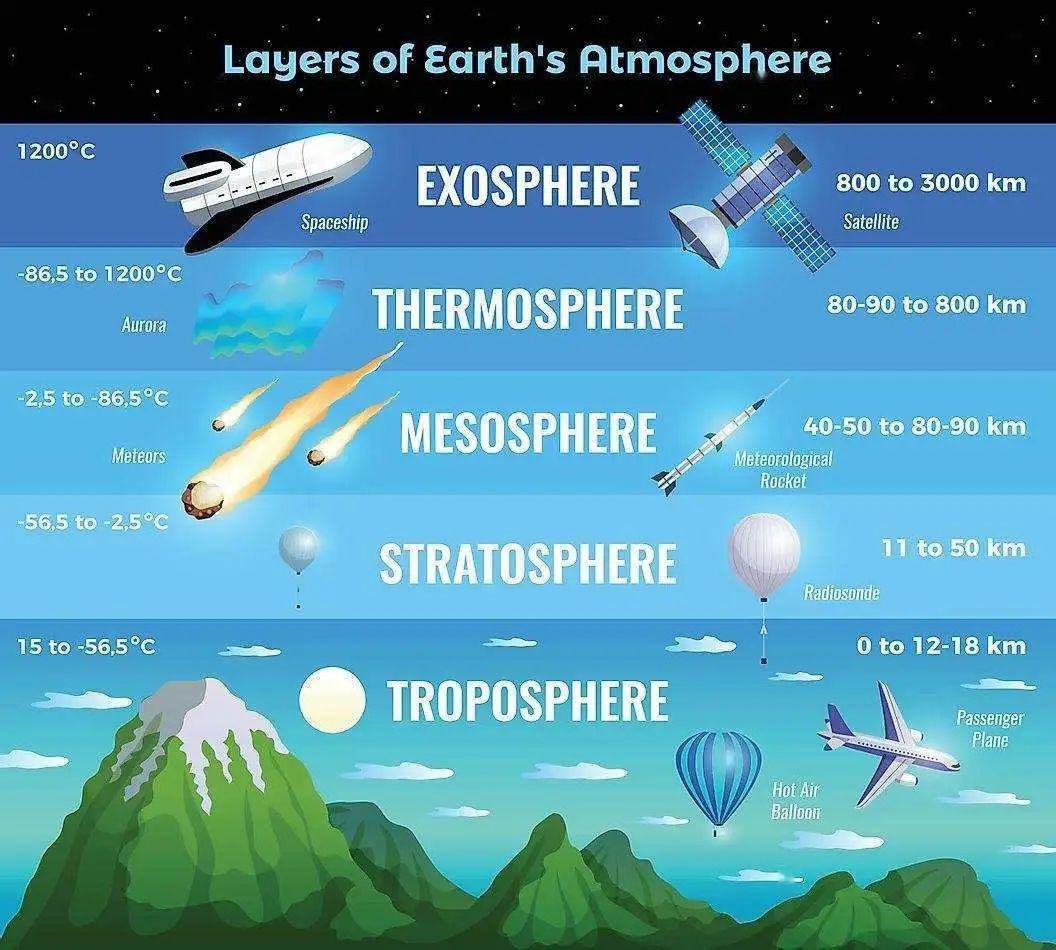 Layers of Earth's Atmosphere
1200°C
EXOSPHERE
800 to 3000 km
Spaceship
Satellite
-86,5 to 1200°C
THERMOSPHERE
80-90 to 800 km
Aurora
-2,5 to -86,5°C
MESOSPHERE
40-50 to 80-90 km
Meteors
Meteorological
Rocket
-56,5 to -2,5°C
STRATOSPHERE
11 to 50 km
Radiosonde
15 to -56,5°C
0 to 12-18 km
TROPOSPHERE
Passenger
Plane
Hot Air
Balloon